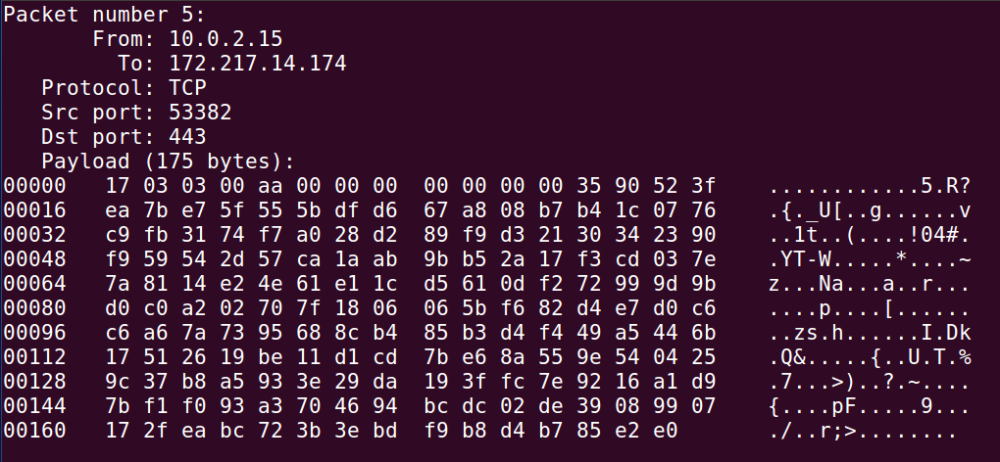 Packet number 5:
       From: 10.0.2.15
         To: 172.217.14.174
   Protocol: TCP
   Src port: 53382
   Dst port: 443
   Payload (175 bytes):
00000   17 03 03 00 aa 00 00 00  00 00 00 00 35 90 52 3f    ............5.R?
00016   ea 7b e7 5f 55 5b df d6  67 a8 08 b7 b4 1c 07 76    .{._U[..g......v
00032   c9 fb 31 74 f7 a0 28 d2  89 f9 d3 21 30 34 23 90    ..1t..(....!04#.
00048   f9 59 54 2d 57 ca 1a ab  9b b5 2a 17 f3 cd 03 7e    .YT-W.....*....~
00064   7a 81 14 e2 4e 61 e1 1c  d5 61 0d f2 72 99 9d 9b    z...Na...a..r...
00080   d0 c0 a2 02 70 7f 18 06  06 5b f6 82 d4 e7 d0 c6    ....p....[......
00096   c6 a6 7a 73 95 68 8c b4  85 b3 d4 f4 49 a5 44 6b    ..zs.h......I.Dk
00112   17 51 26 19 be 11 d1 cd  7b e6 8a 55 9e 54 04 25    .Q&.....{..U.T.%
00128   9c 37 b8 a5 93 3e 29 da  19 3f fc 7e 92 16 a1 d9    .7...>)..?.~....
00144   7b f1 f0 93 a3 70 46 94  bc dc 02 de 39 08 99 07    {....pF.....9...
00160   17 2f ea bc 72 3b 3e bd  f9 b8 d4 b7 85 e2 e0       ./..r;>........